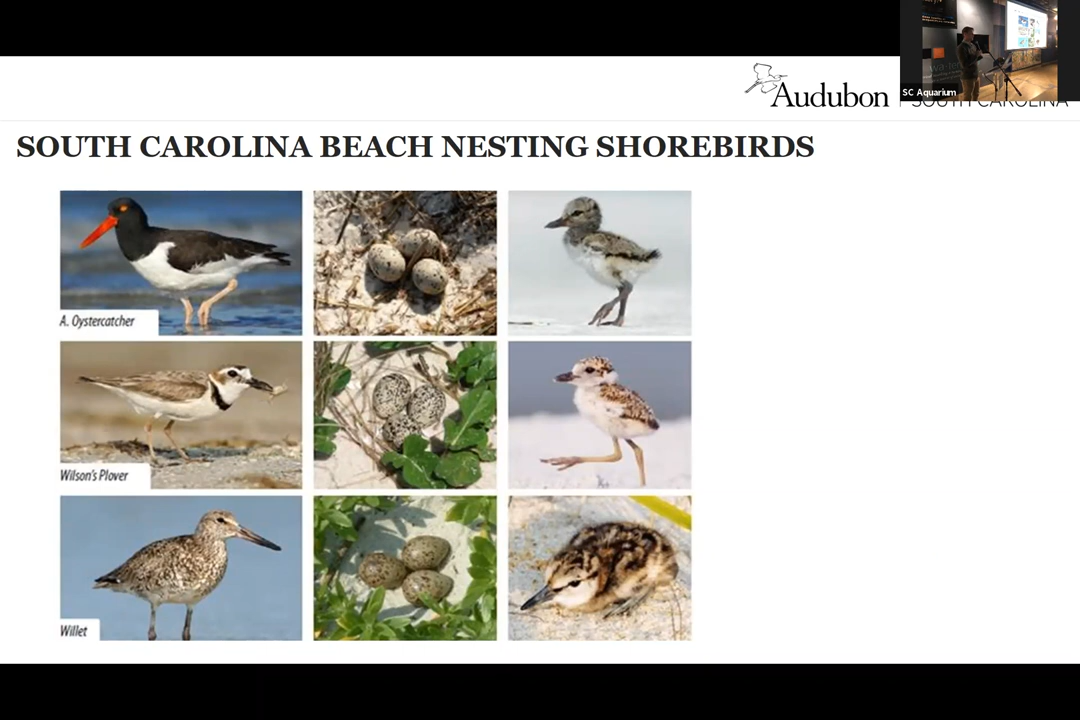 SC Aquarium
Audubon
SOUTH CAROLINA
SOUTH CAROLINA BEACH NESTING SHOREBIRDS
A. Oystercatcher
Wilson's Plover
Willet